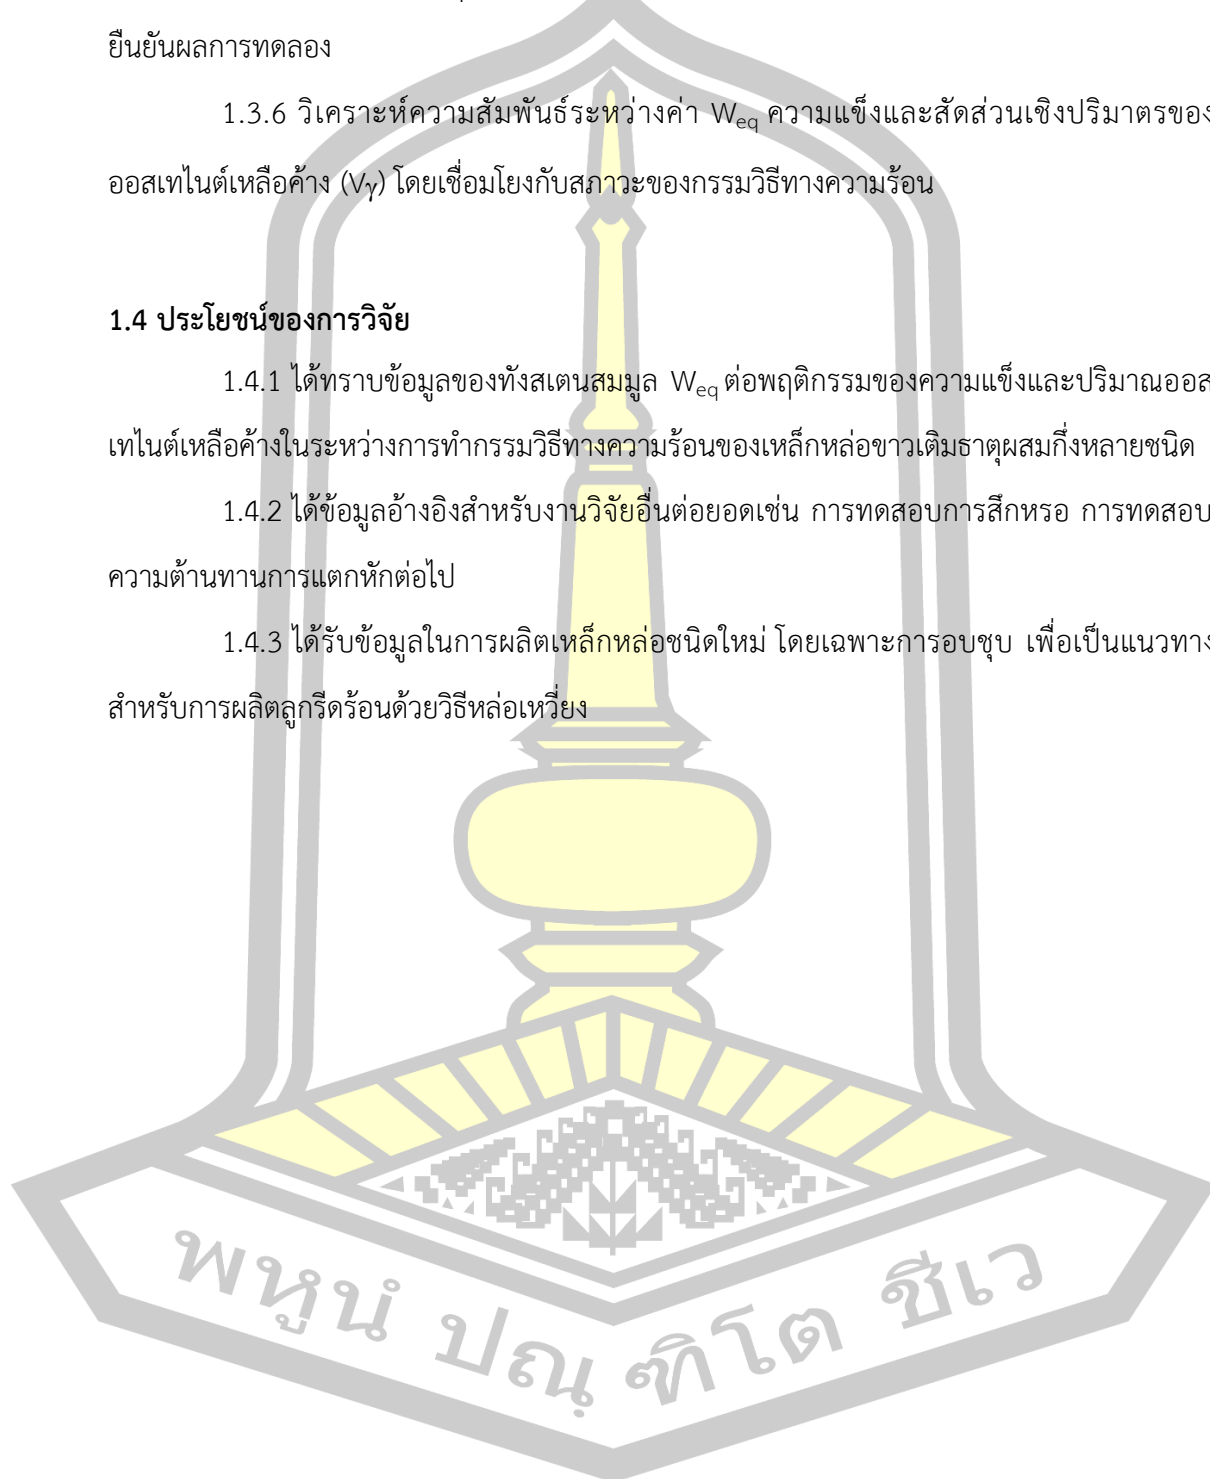 ยืนยันผลการทดลอง
1.3.6 วิเคราะห์ความสัมพันธ์ระหว่างค่า Weq ความแข็งและสัดส่วนเชิงปริมาตรของ
ออสเทไนต์เหลือค้าง (Vγ) โดยเชื่อมโยงกับสภาวะของกรรมวิธีทางความร้อน
1.4 ประโยชน์ของการวิจัย
1.4.1 ได้ทราบข้อมูลของทังสเตนสมมูล Weq ต่อพฤติกรรมของความแข็งและปริมาณออส
เทไนต์เหลือค้างในระหว่างการทำกรรมวิธีทางความร้อนของเหล็กหล่อขาวเติมธาตุผสมกึ่งหลายชนิด
1.4.2 ได้ข้อมูลอ้างอิงสำหรับงานวิจัยอื่นต่อยอดเช่น การทดสอบการสึกหรอ การทดสอบ
ความต้านทานการแตกหักต่อไป
1.4.3 ได้รับข้อมูลในการผลิตเหล็กหล่อชนิดใหม่ โดยเฉพาะการอบชุบ เพื่อเป็นแนวทาง
สำหรับการผลิตลูกรีดร้อนด้วยวิธีหล่อเหวี่ยง
พหูนํ ปณฺฑิโต ชีเว